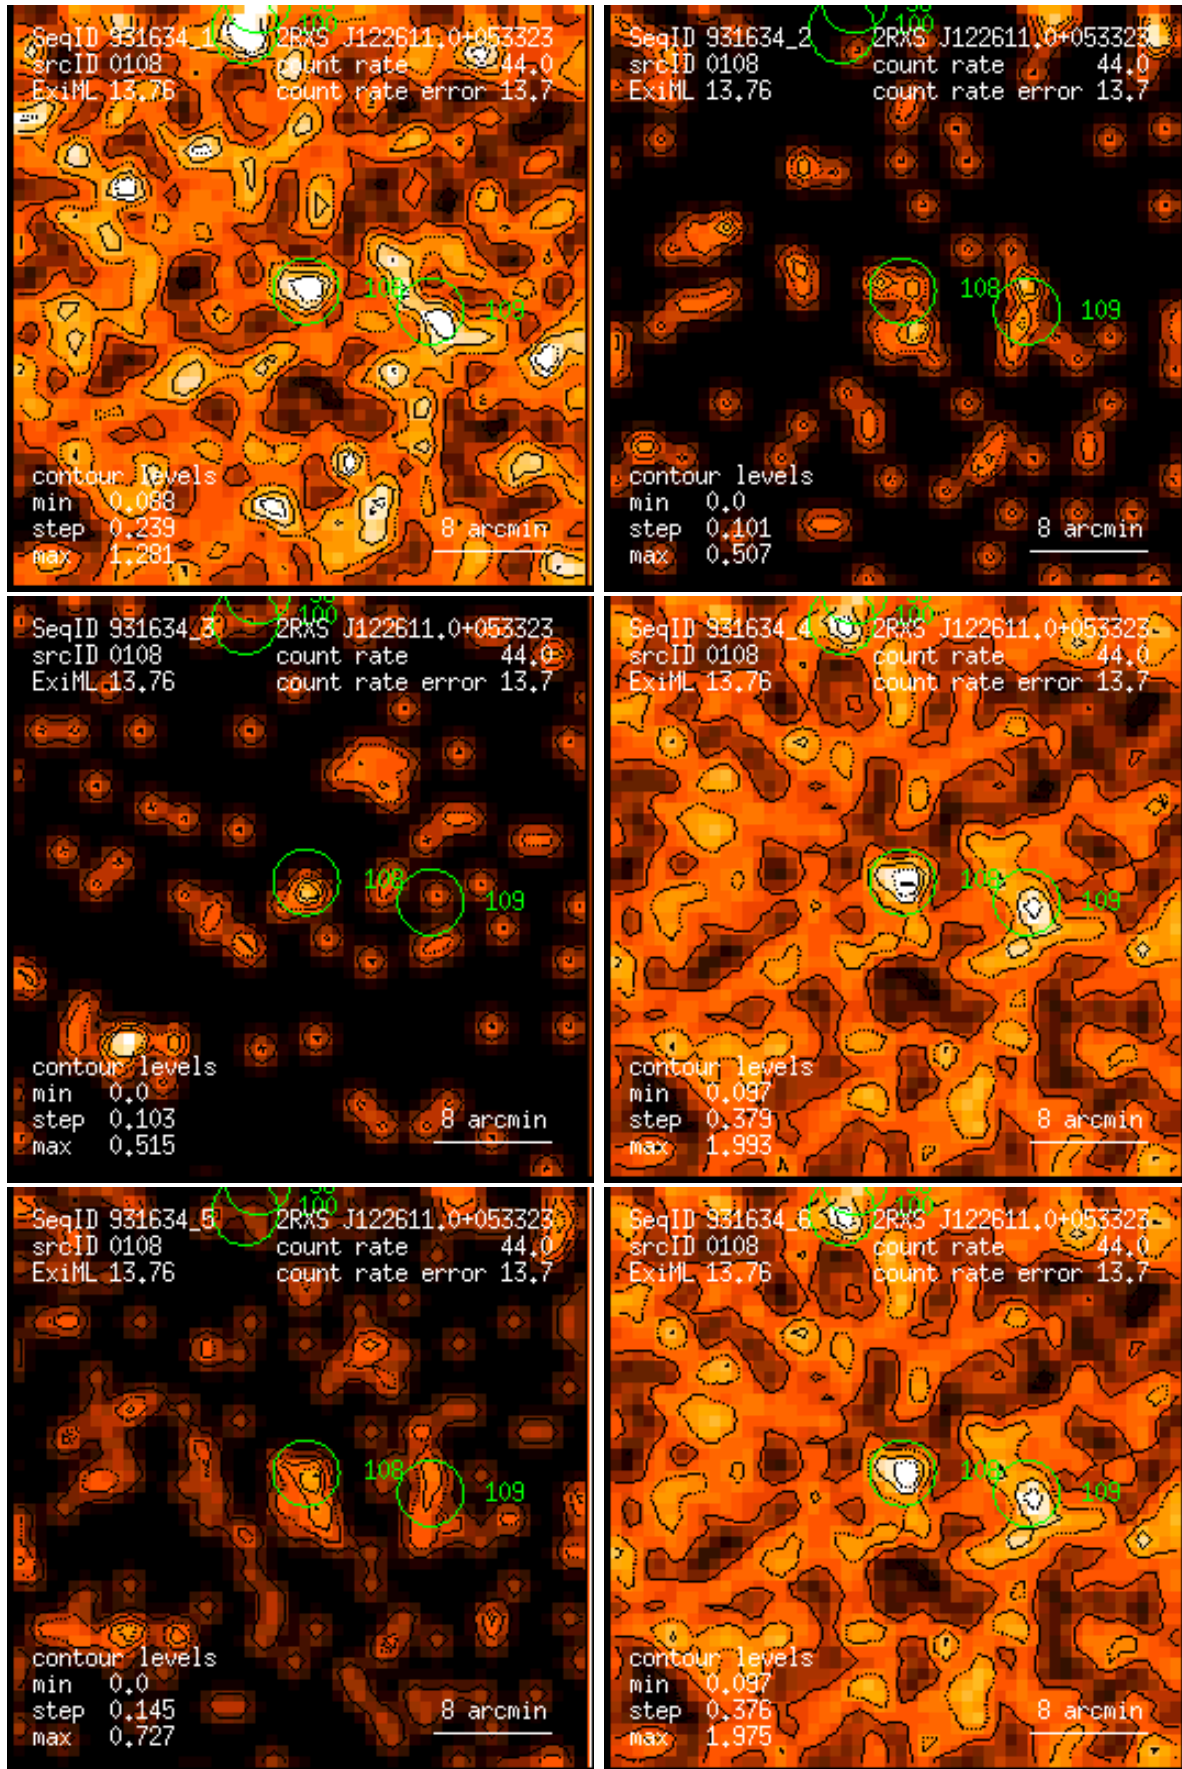 100
SeqID 931634_1 2RXS J122611.0+053323
srcID 0108 count rate 44.0
ExiML 13.76 count rate error 13.7
108
109
contour levels
min 0.088
step 0.239 8 arcmin
max 1.281
100
SeqID 931634_2 2RXS J122611.0+053323
srcID 0108 count rate 44.0
ExiML 13.76 count rate error 13.7
108
109
contour levels
min 0.0
step 0.101 8 arcmin
max 0.507
100
SeqID 931634_3 2RXS J122611.0+053323
srcID 0108 count rate 44.0
ExiML 13.76 count rate error 13.7
108
109
contour levels
min 0.0
step 0.103 8 arcmin
max 0.515
100
SeqID 931634_4 2RXS J122611.0+053323
srcID 0108 count rate 44.0
ExiML 13.76 count rate error 13.7
108
109
contour levels
min 0.097
step 0.379 8 arcmin
max 1.993
100
SeqID 931634_5 2RXS J122611.0+053323
srcID 0108 count rate 44.0
ExiML 13.76 count rate error 13.7
108
109
contour levels
min 0.0
step 0.145 8 arcmin
max 0.727
100
SeqID 931634_6 2RXS J122611.0+053323
srcID 0108 count rate 44.0
ExiML 13.76 count rate error 13.7
108
109
contour levels
min 0.097
step 0.376 8 arcmin
max 1.975